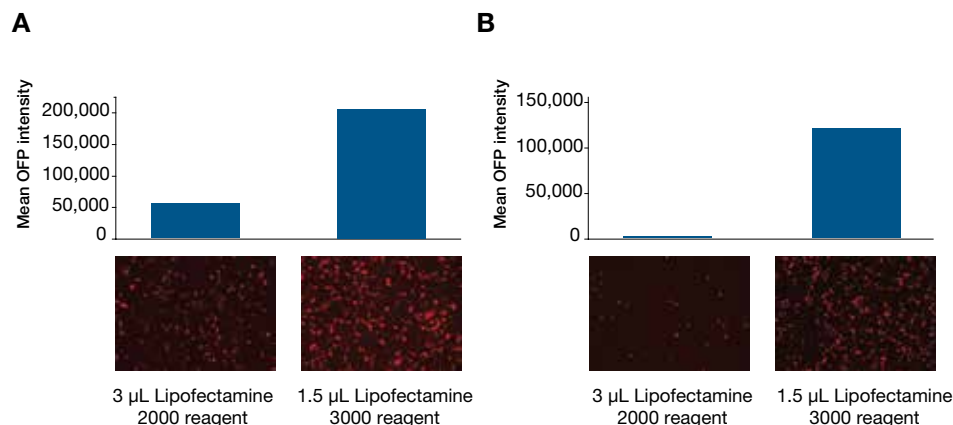 A
Mean OFP intensity
200,000
150,000
100,000
50,000
0
3 µL Lipofectamine
2000 reagent
1.5 µL Lipofectamine
3000 reagent
B
Mean OFP intensity
150,000
100,000
50,000
0
3 µL Lipofectamine
2000 reagent
1.5 µL Lipofectamine
3000 reagent